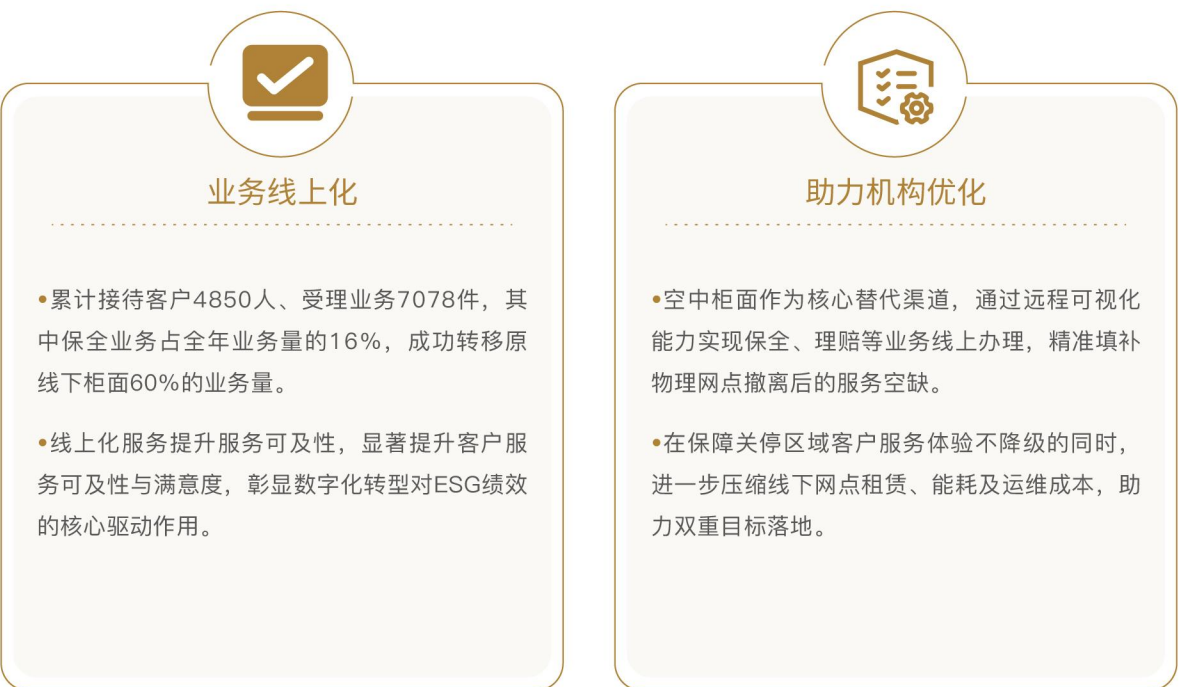 业务线上化
•累计接待客户4850人、受理业务7078件，其
中保全业务占全年业务量的16%，成功转移原
线下柜面60%的业务量。
•线上化服务提升服务可及性，显著提升客户服
务可及性与满意度，彰显数字化转型对ESG绩效
的核心驱动作用。
助力机构优化
•空中柜面作为核心替代渠道，通过远程可视化
能力实现保全、理赔等业务线上办理，精准填补
物理网点撤离后的服务空缺。
•在保障关停区域客户服务体验不降级的同时，
进一步压缩线下网点租赁、能耗及运维成本，助
力双重目标落地。